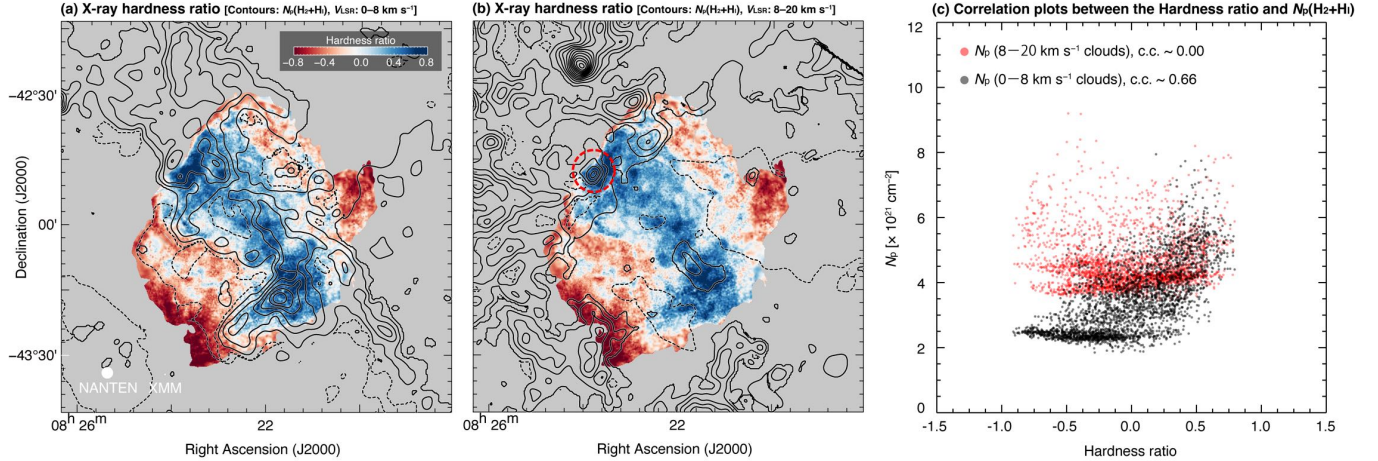 (a) X-ray hardness ratio [Contours: Np(H₂+HI), VLSR: 0–8 km s⁻¹]
Hardness ratio
−0.8 −0.4 0.0 0.4 0.8
−42°30'
00'
−43°30'
Declination (J2000)
NANTEN XMM
08ʰ 26ᵐ 22
Right Ascension (J2000)
(b) X-ray hardness ratio [Contours: Np(H₂+HI), VLSR: 8–20 km s⁻¹]
08ʰ 26ᵐ 22
Right Ascension (J2000)
(c) Correlation plots between the Hardness ratio and Np(H₂+HI)
Np (8−20 km s⁻¹ clouds), c.c. ~ 0.00
Np (0−8 km s⁻¹ clouds), c.c. ~ 0.66
Np [× 10²¹ cm⁻²]
12
10
8
6
4
2
0
-1.5 -1.0 -0.5 0.0 0.5 1.0 1.5
Hardness ratio